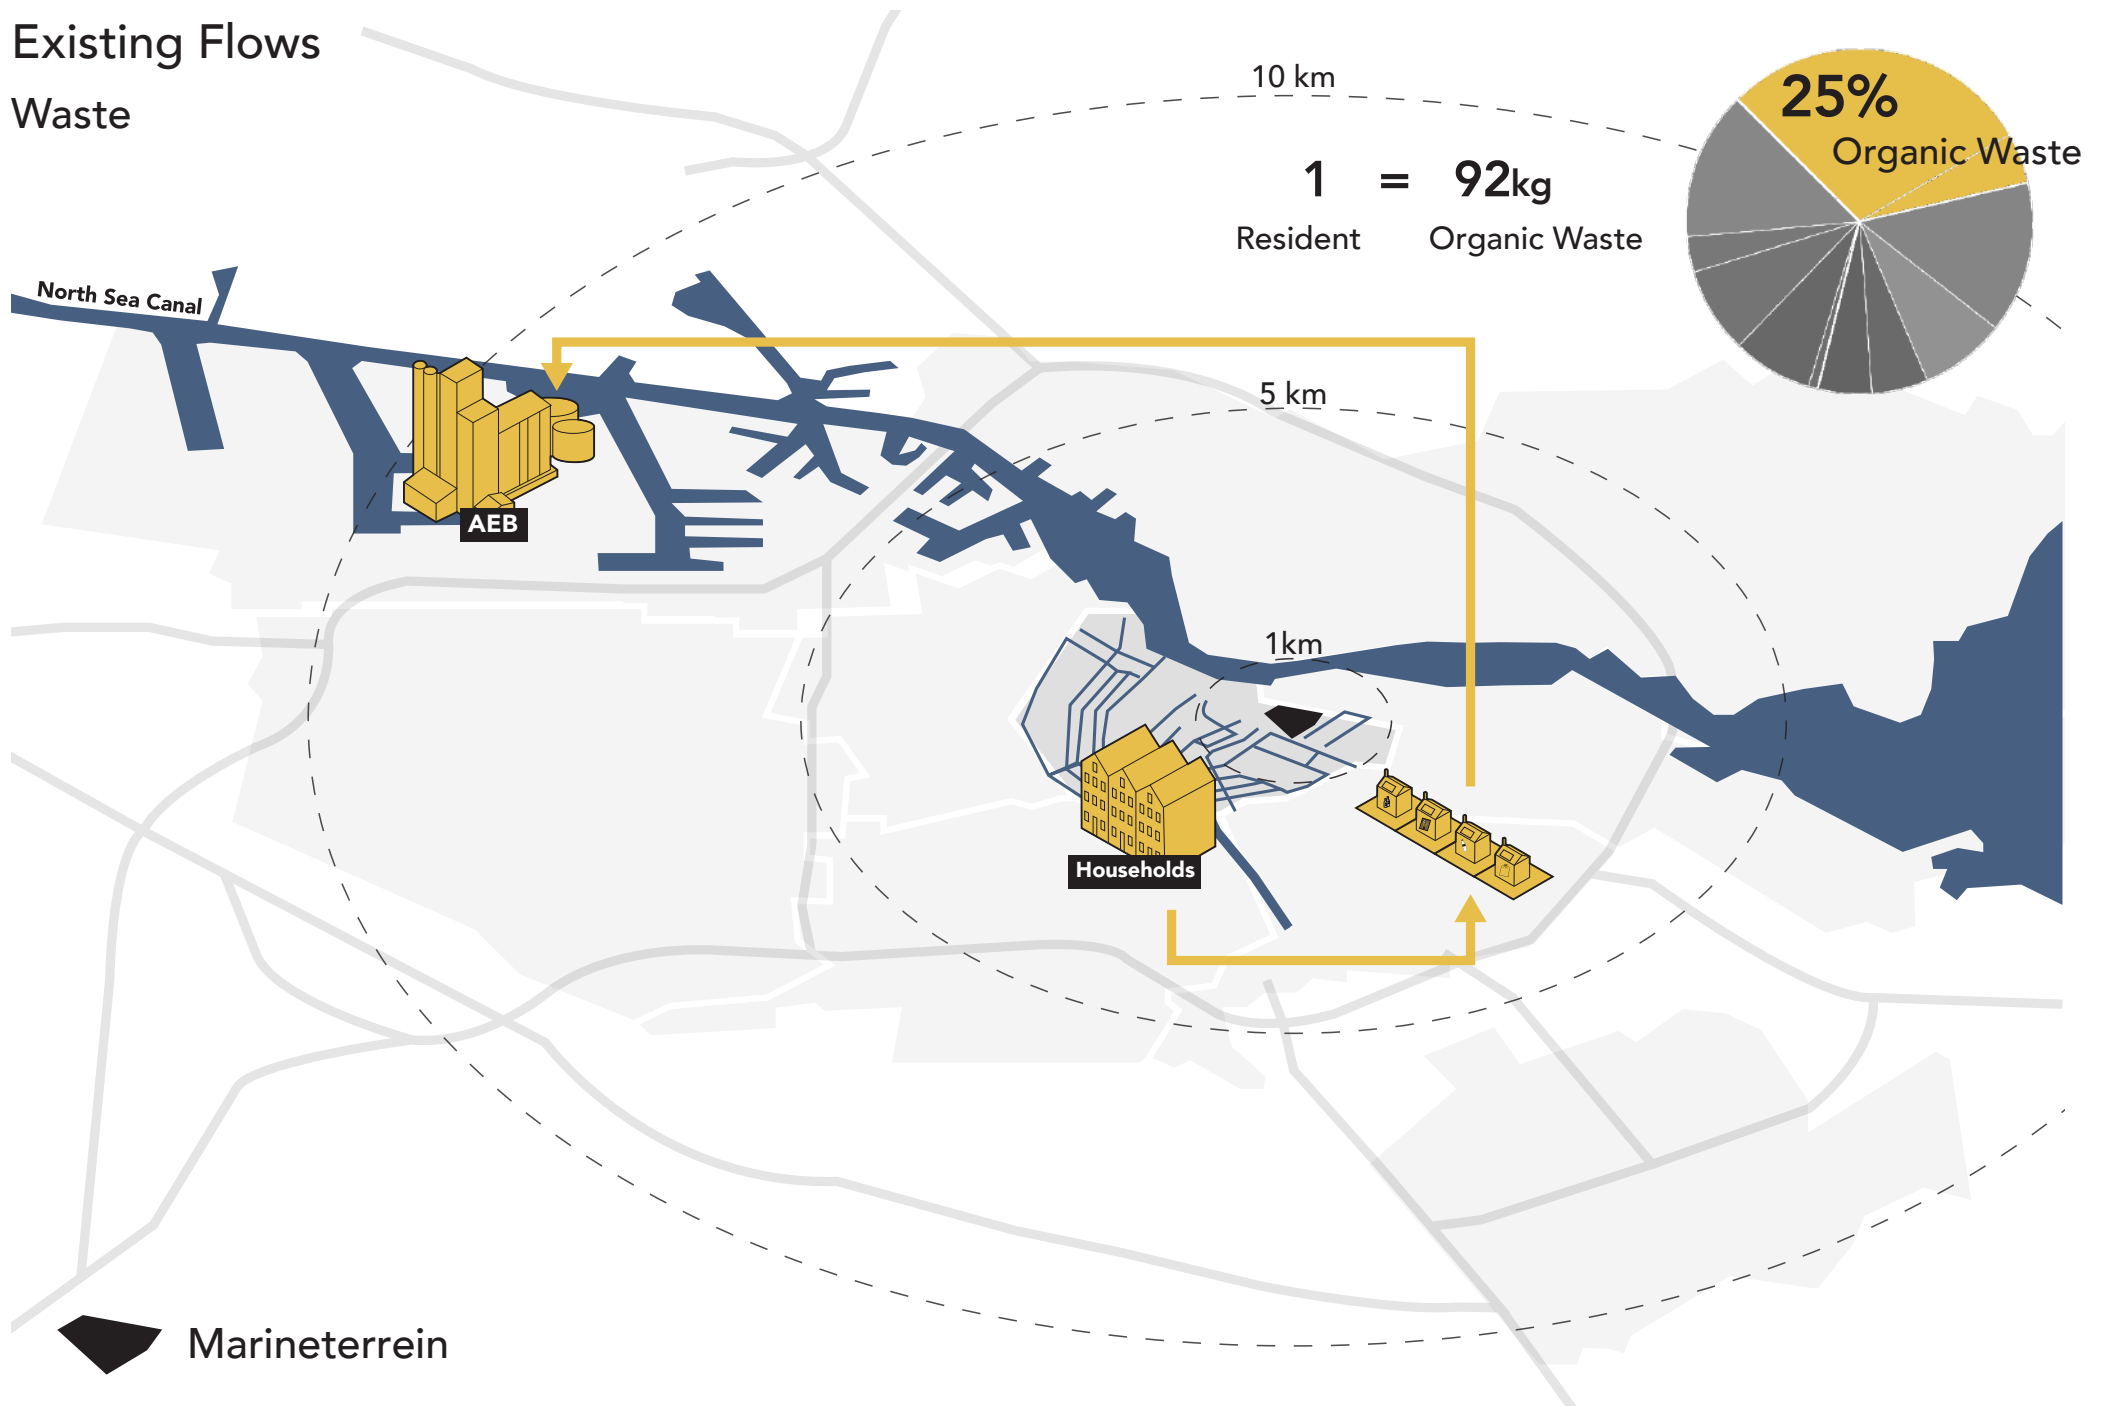 Existing Flows
Waste
10 km
25%
Organic Waste
1 = 92kg
Resident Organic Waste
North Sea Canal
5 km
AEB
1km
Households
Marineterrein